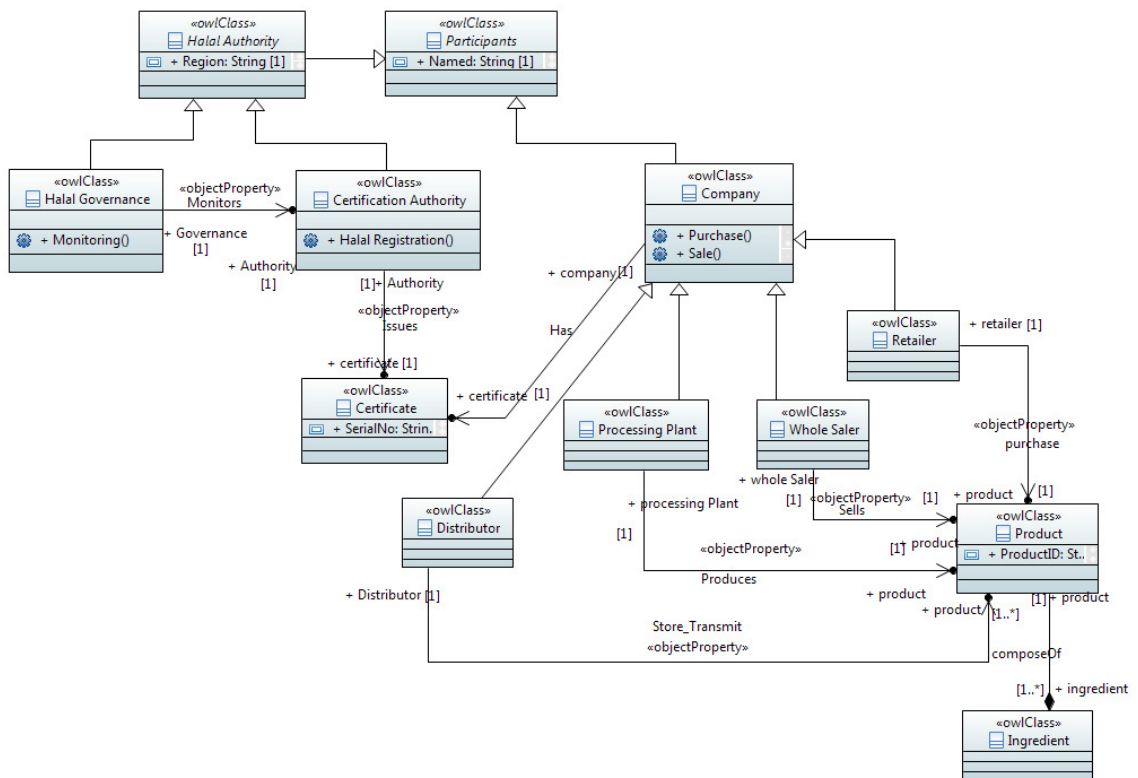 «owlClass»
Halal Authority
+ Region: String [1]
«owlClass»
Participants
+ Named: String [1]
«owlClass»
Halal Governance
+ Monitoring()
«objectProperty»
Monitors
+ Governance
[1]
+ Authority
[1]
«owlClass»
Certification Authority
+ Halal Registration()
[1]
+ Authority
«objectProperty»
Issues
+ certificate [1]
«owlClass»
Certificate
+ SerialNo: Strin..
«owlClass»
Company
+ Purchase()
+ Sale()
+ company
[1]
Has
+ certificate
[1]
«owlClass»
Retailer
+ retailer [1]
«objectProperty»
purchase
[1]
+ product
«owlClass»
Processing Plant
+ processing Plant
[1]
«objectProperty»
Produces
[1]
+ product
«owlClass»
Whole Saler
+ whole Saler
[1]
«objectProperty»
Sells
[1]
+ product
«owlClass»
Distributor
+ Distributor [1]
Store_Transmit
«objectProperty»
+ product
[1..*]
«owlClass»
Product
+ ProductID: St..
[1]
+ product
composeOf
[1..*]
+ ingredient
«owlClass»
Ingredient